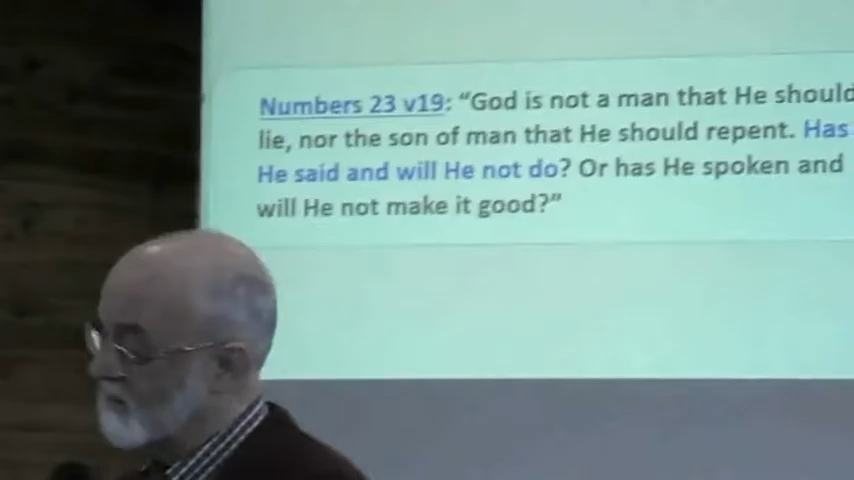 Numbers 23 v19: “God is not a man that He should
lie, nor the son of man that He should repent. Has
He said and will He not do? Or has He spoken and
will He not make it good?”